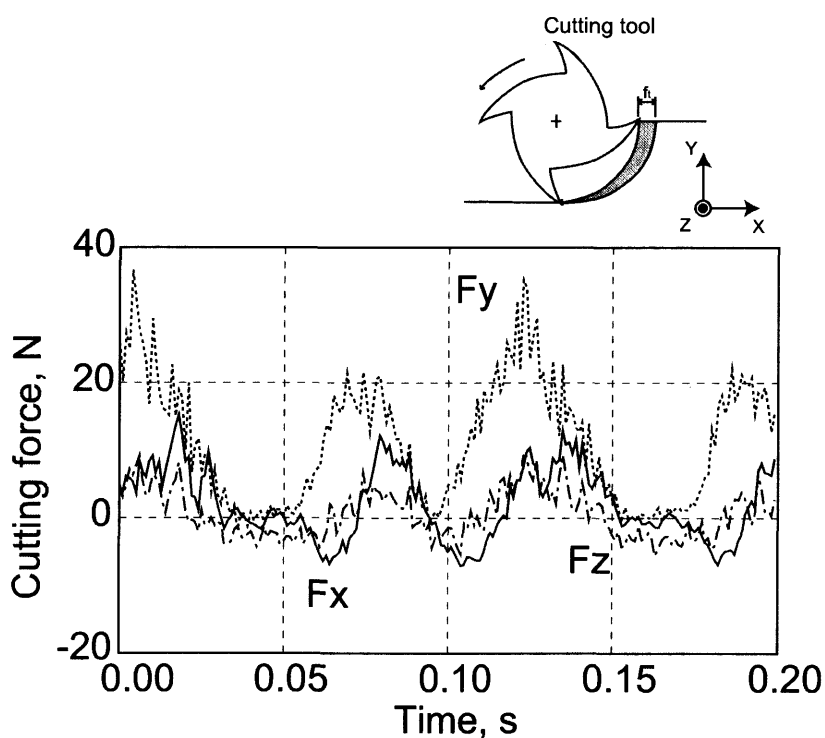 Cutting tool
ft
Y
Z
X
40
20
0
-20
Cutting force, N
Fy
Fx
Fz
0.00
0.05
0.10
0.15
0.20
Time, s